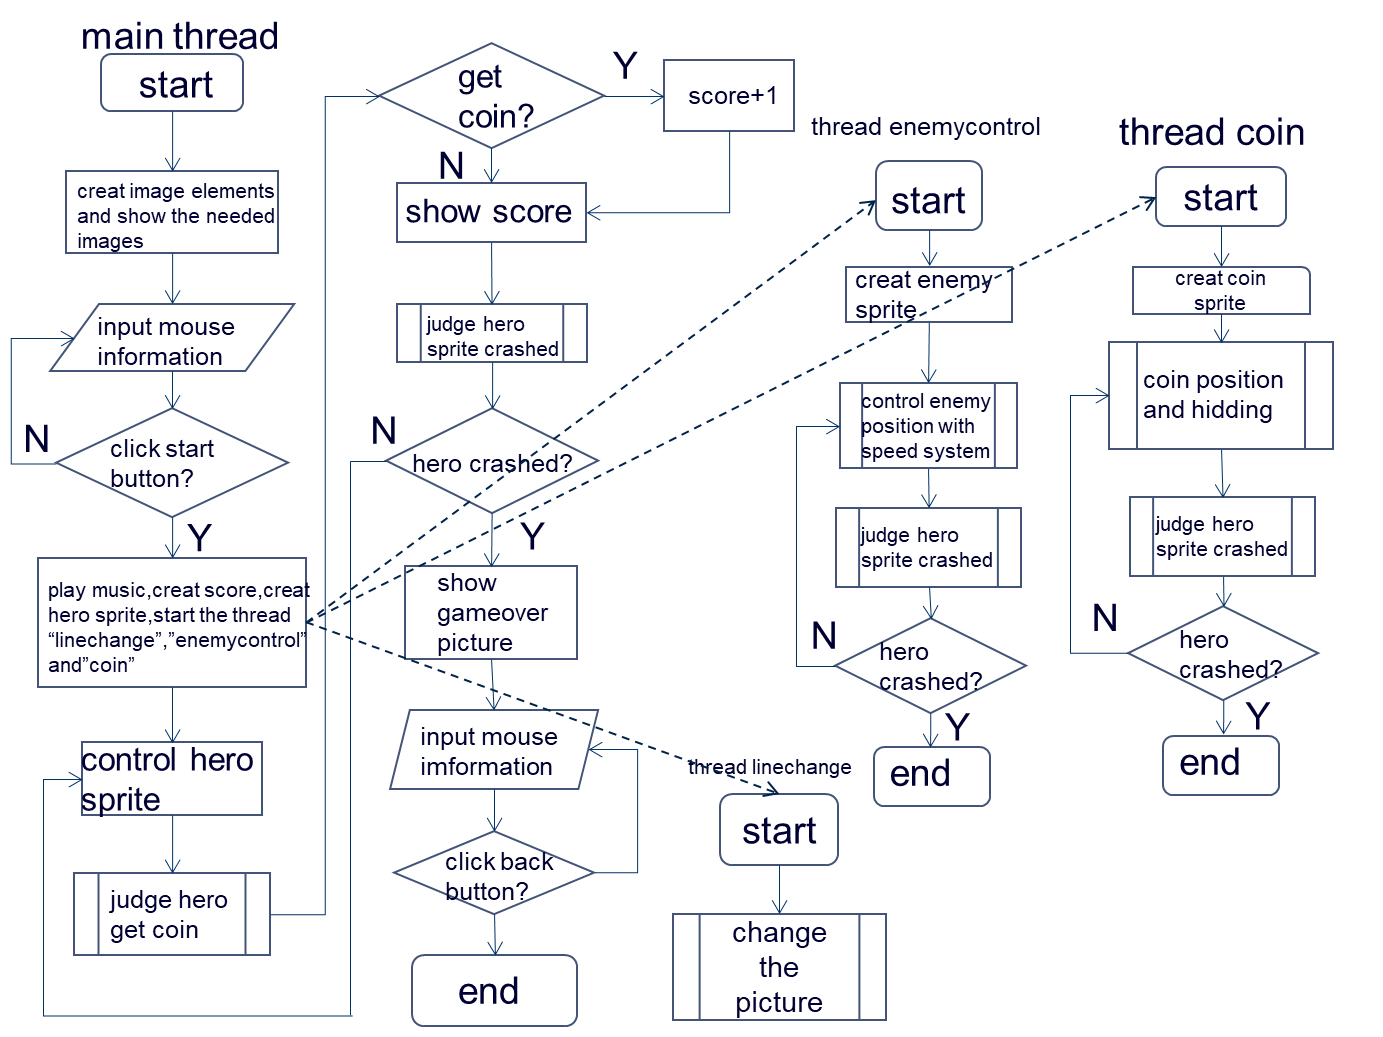 main thread
start
creat image elements
and show the needed
images
input mouse
information
N
click start
button?
Y
play music,creat score,creat
hero sprite,start the thread
“linechange”,”enemycontrol”
and”coin”
control hero
sprite
judge hero
get coin
get
coin?
Y
score+1
N
show score
judge hero
sprite crashed
N
hero crashed?
Y
show
gameover
picture
input mouse
imformation
click back
button?
end
thread linechange
start
change
the
picture
thread enemycontrol
start
creat enemy
sprite
control enemy
position with
speed system
judge hero
sprite crashed
N
hero
crashed?
Y
end
thread coin
start
creat coin
sprite
coin position
and hidding
judge hero
sprite crashed
N
hero
crashed?
Y
end